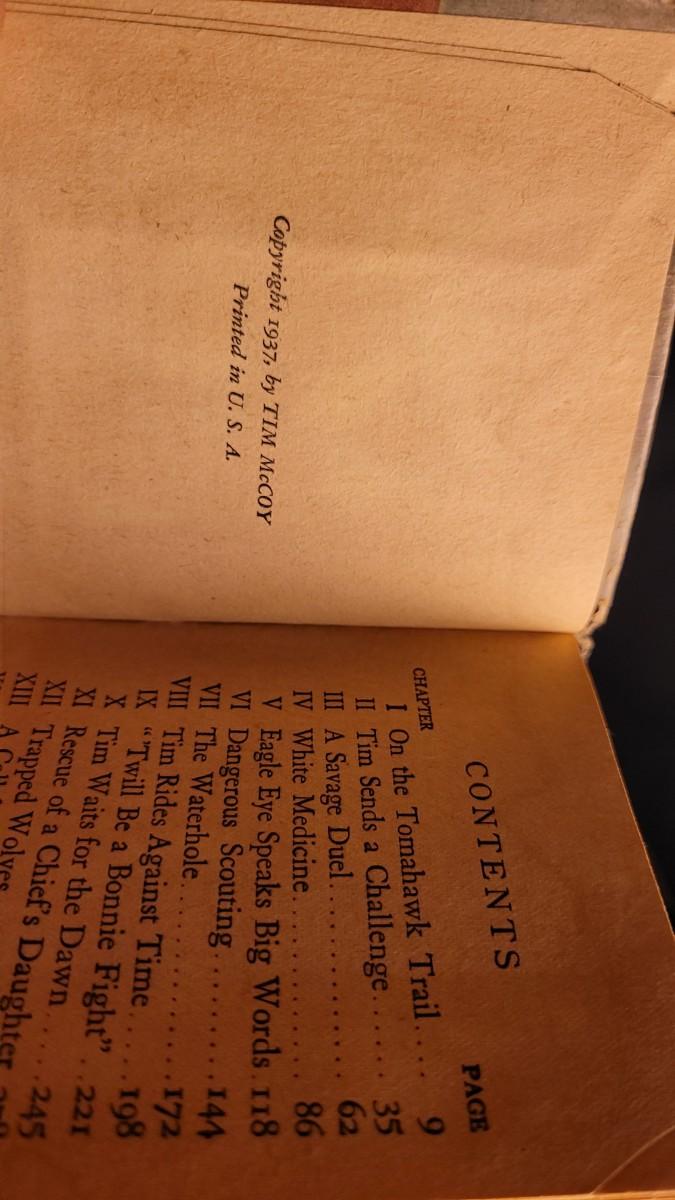 Copyright 1937, by TIM McCOY
Printed in U. S. A.
CONTENTS
CHAPTER PAGE
I On the Tomahawk Trail.... 9
II Tim Sends a Challenge...... 35
III A Savage Duel............... 62
IV White Medicine.............. 86
V Eagle Eye Speaks Big Words.118
VI Dangerous Scouting..........144
VII The Waterhole..............172
VIII Tim Rides Against Time......198
IX "'Twill Be a Bonnie Fight"..221
X Tim Waits for the Dawn.....245
XI Rescue of a Chief's Daughter
XII Trapped Wolves
XIII A Call